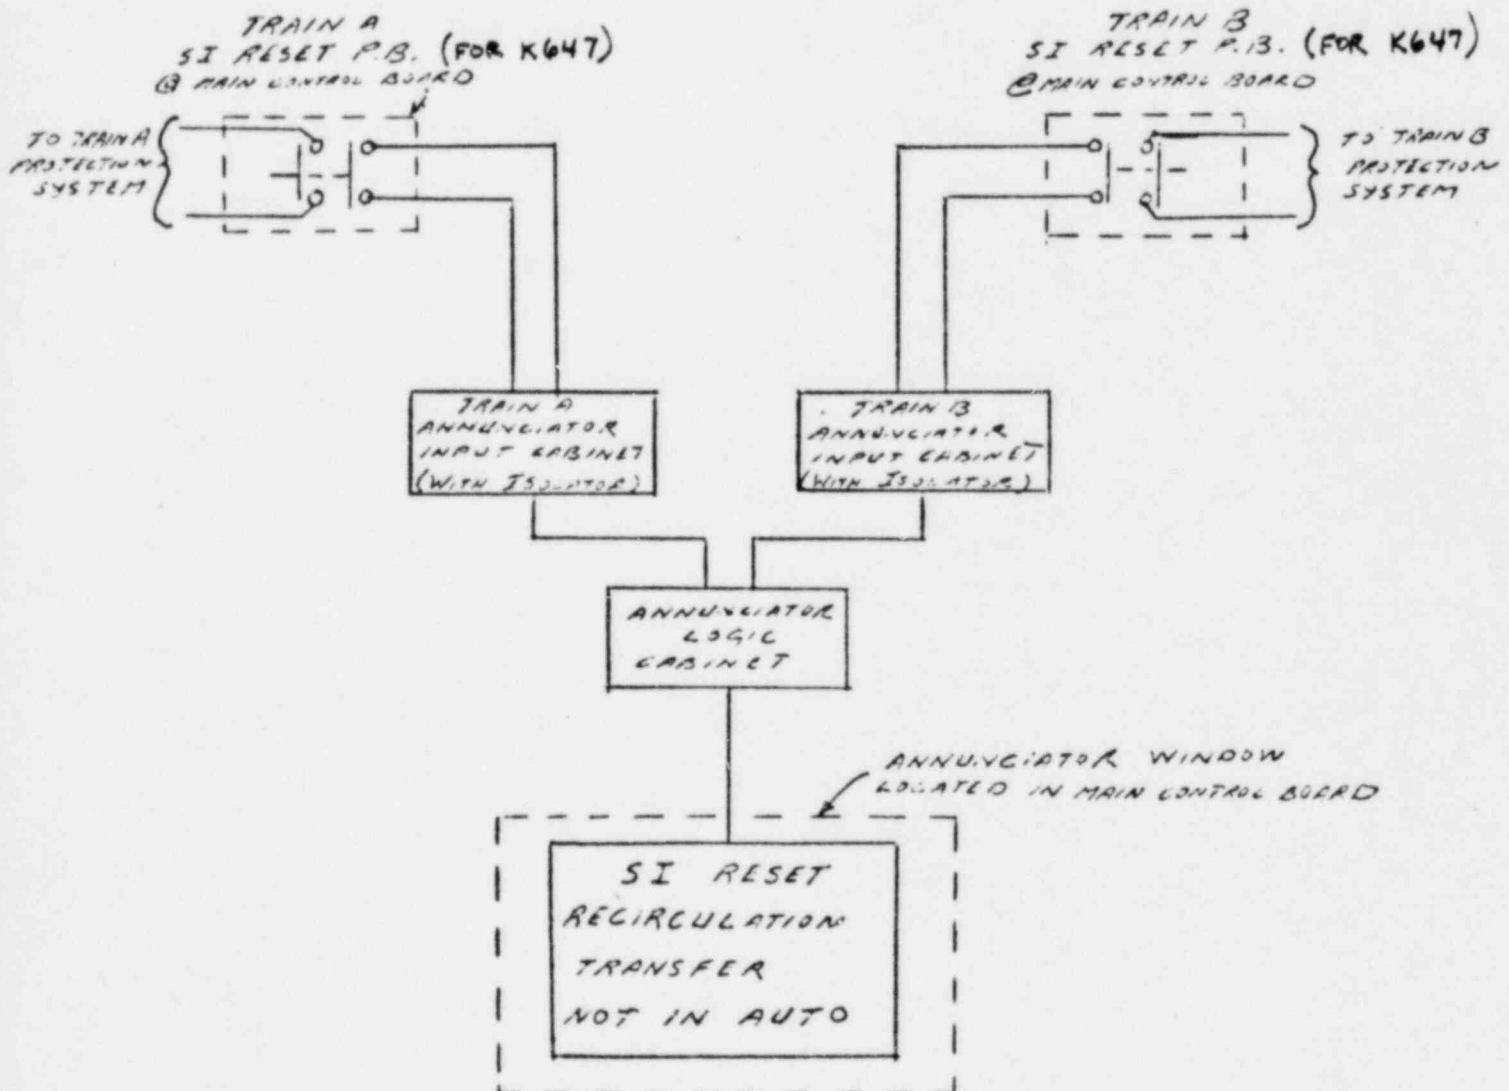 TRAIN A
SI RESET P.B. (FOR K647)
@ MAIN CONTROL BOARD
TO TRAIN A
PROTECTION
SYSTEM
TRAIN B
SI RESET P.B. (FOR K647)
@ MAIN CONTROL BOARD
TO TRAIN B
PROTECTION
SYSTEM
TRAIN A
ANNUNCIATOR
INPUT CABINET
(WITH ISOLATOR)
TRAIN B
ANNUNCIATOR
INPUT CABINET
(WITH ISOLATOR)
ANNUNCIATOR
LOGIC
CABINET
ANNUNCIATOR WINDOW
LOCATED IN MAIN CONTROL BOARD
SI RESET
RECIRCULATION
TRANSFER
NOT IN AUTO